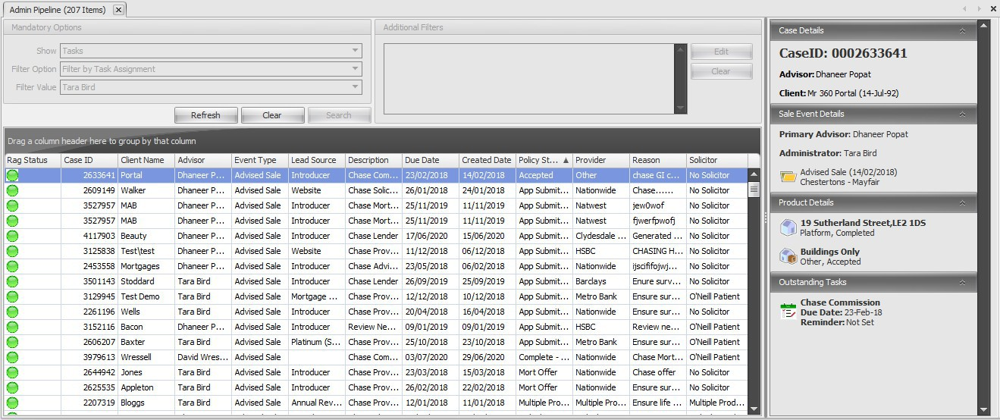 Admin Pipeline (207 Items)
Mandatory Options
Show Tasks
Filter Option Filter by Task Assignment
Filter Value Tara Bird
Refresh Clear Search
Additional Filters
Edit
Clear
Drag a column header here to group by that column
Rag Status Case ID Client Name Advisor Event Type Lead Source Description Due Date Created Date Policy St... Provider Reason Solicitor
2633641 Portal Dhaneer P... Advised Sale Introducer Chase Com... 23/02/2018 14/02/2018 Accepted Other chase GI c... No Solicitor
2609149 Walker Dhaneer P... Advised Sale Website Chase Solic... 26/01/2018 24/01/2018 App Submit... Nationwide Chase...... No Solicitor
3527957 MAB Dhaneer P... Advised Sale Introducer Chase Mort... 25/11/2019 11/11/2019 App Submit... Natwest jew0wof No Solicitor
3527957 MAB Dhaneer P... Advised Sale Introducer Chase Mort... 25/11/2019 11/11/2019 App Submit... Natwest fjwerfpwofj No Solicitor
4117903 Beauty Dhaneer P... Advised Sale Introducer Chase Lender 17/06/2020 15/06/2020 App Submit... Clydesdale ... Generated ... No Solicitor
3125838 Test\test Dhaneer P... Advised Sale Website Chase Prov... 11/12/2018 06/12/2018 App Submit... HSBC CHASING H... No Solicitor
2453558 Mortgages Dhaneer P... Advised Sale Introducer Chase Advi... 23/05/2018 06/02/2018 App Submit... Nationwide ijscififojwj... No Solicitor
3501143 Stoddard Tara Bird Advised Sale Introducer Chase Lender 26/09/2019 25/09/2019 App Submit... Barclays Enure surv... No Solicitor
3129945 Test Demo Tara Bird Advised Sale Mortgage ... Chase Prov... 12/12/2018 10/12/2018 App Submit... Metro Bank Ensure sur... O'Neill Patient
2261196 Wells Tara Bird Advised Sale Introducer Chase Prov... 20/04/2018 16/04/2018 App Submit... Nationwide Ensure su... No Solicitor
3152116 Bacon Dhaneer P... Advised Sale Introducer Review Ne... 09/01/2019 09/01/2019 App Submit... HSBC Review ne... O'Neill Patient
2606207 Baxter Tara Bird Advised Sale Platinum (S... Chase Prov... 25/10/2018 23/10/2018 App Submit... Metro Bank Ensure sur... O'Neill Patient
3979613 Wressell David Wres... Advised Sale Chase Com... 03/07/2020 29/06/2020 Complete - ... Nationwide Chase Mort... O'Neill Patient
2644942 Jones Tara Bird Advised Sale Introducer Chase Prov... 23/03/2018 15/03/2018 Mort Offer Nationwide Chase offer No Solicitor
2625535 Appleton Tara Bird Advised Sale Introducer Chase Prov... 26/02/2018 22/02/2018 Mort Offer Nationwide Ensure sur... No Solicitor
2207319 Bloggs Tara Bird Advised Sale Annual Rev... Chase Prov... 12/01/2018 11/01/2018 Multiple Pro... Multiple Pro... Ensure life ... Multiple Prod...
Case Details
CaseID: 0002633641
Advisor: Dhaneer Popat
Client: Mr 360 Portal (14-Jul-92)
Sale Event Details
Primary Advisor: Dhaneer Popat
Administrator: Tara Bird
Advised Sale (14/02/2018)
Chestertons - Mayfair
Product Details
19 Sutherland Street,LE2 1DS
Platform, Completed
Buildings Only
Other, Accepted
Outstanding Tasks
Chase Commission
Due Date: 23-Feb-18
Reminder: Not Set